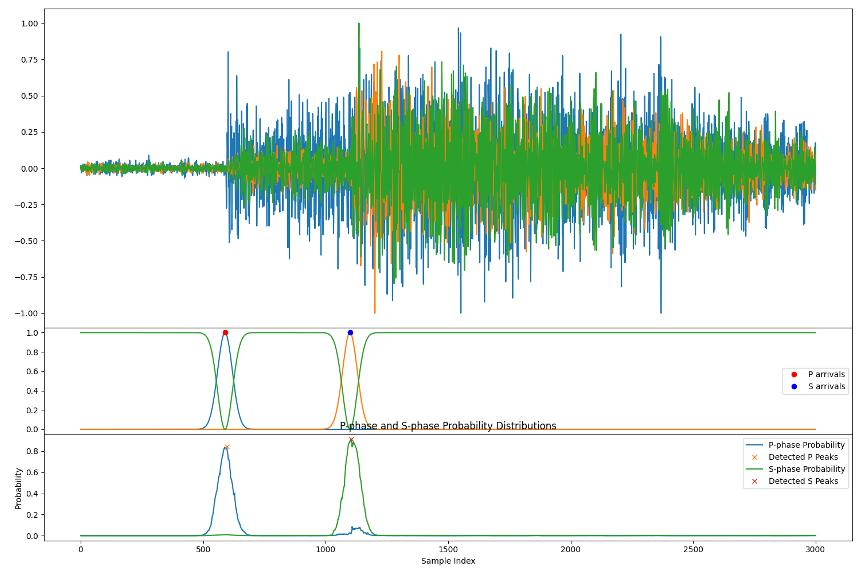 1.00
0.75
0.50
0.25
0.00
−0.25
−0.50
−0.75
−1.00
1.0
0.8
0.6
0.4
0.2
0.0
P arrivals
S arrivals
P-phase and S-phase Probability Distributions
Probability
0.8
0.6
0.4
0.2
0.0
P-phase Probability
Detected P Peaks
S-phase Probability
Detected S Peaks
0 500 1000 1500 2000 2500 3000
Sample Index